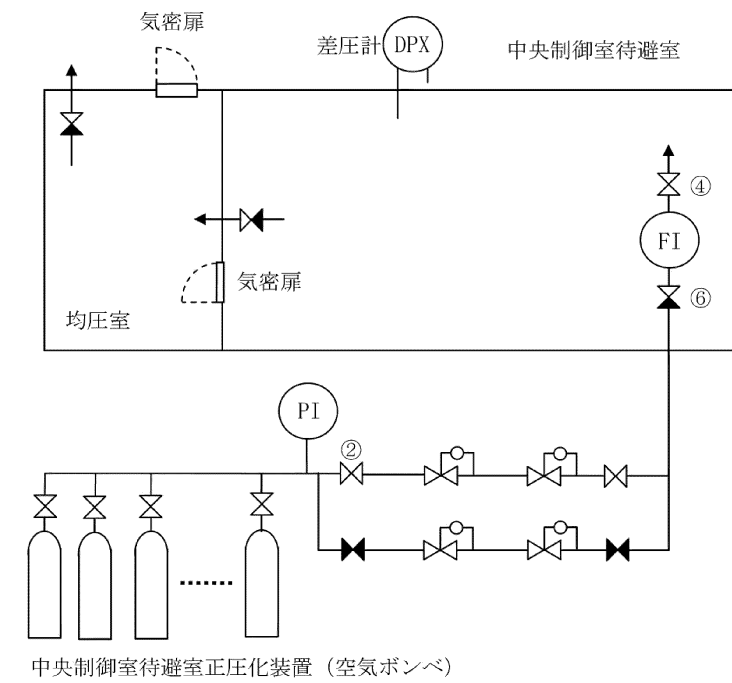 気密扉
差圧計
DPX
中央制御室待避室
④
FI
気密扉
⑥
均圧室
PI
②
中央制御室待避室正圧化装置（空気ボンベ）